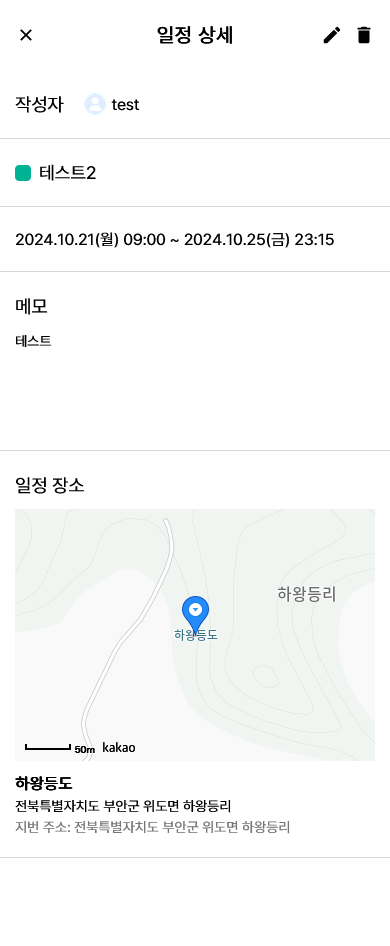 일정 상세
작성자 test
테스트2
2024.10.21(월) 09:00 ~ 2024.10.25(금) 23:15
메모
테스트
일정 장소
하왕등리
하왕등도
50m kakao
하왕등도
전북특별자치도 부안군 위도면 하왕등리
지번 주소: 전북특별자치도 부안군 위도면 하왕등리